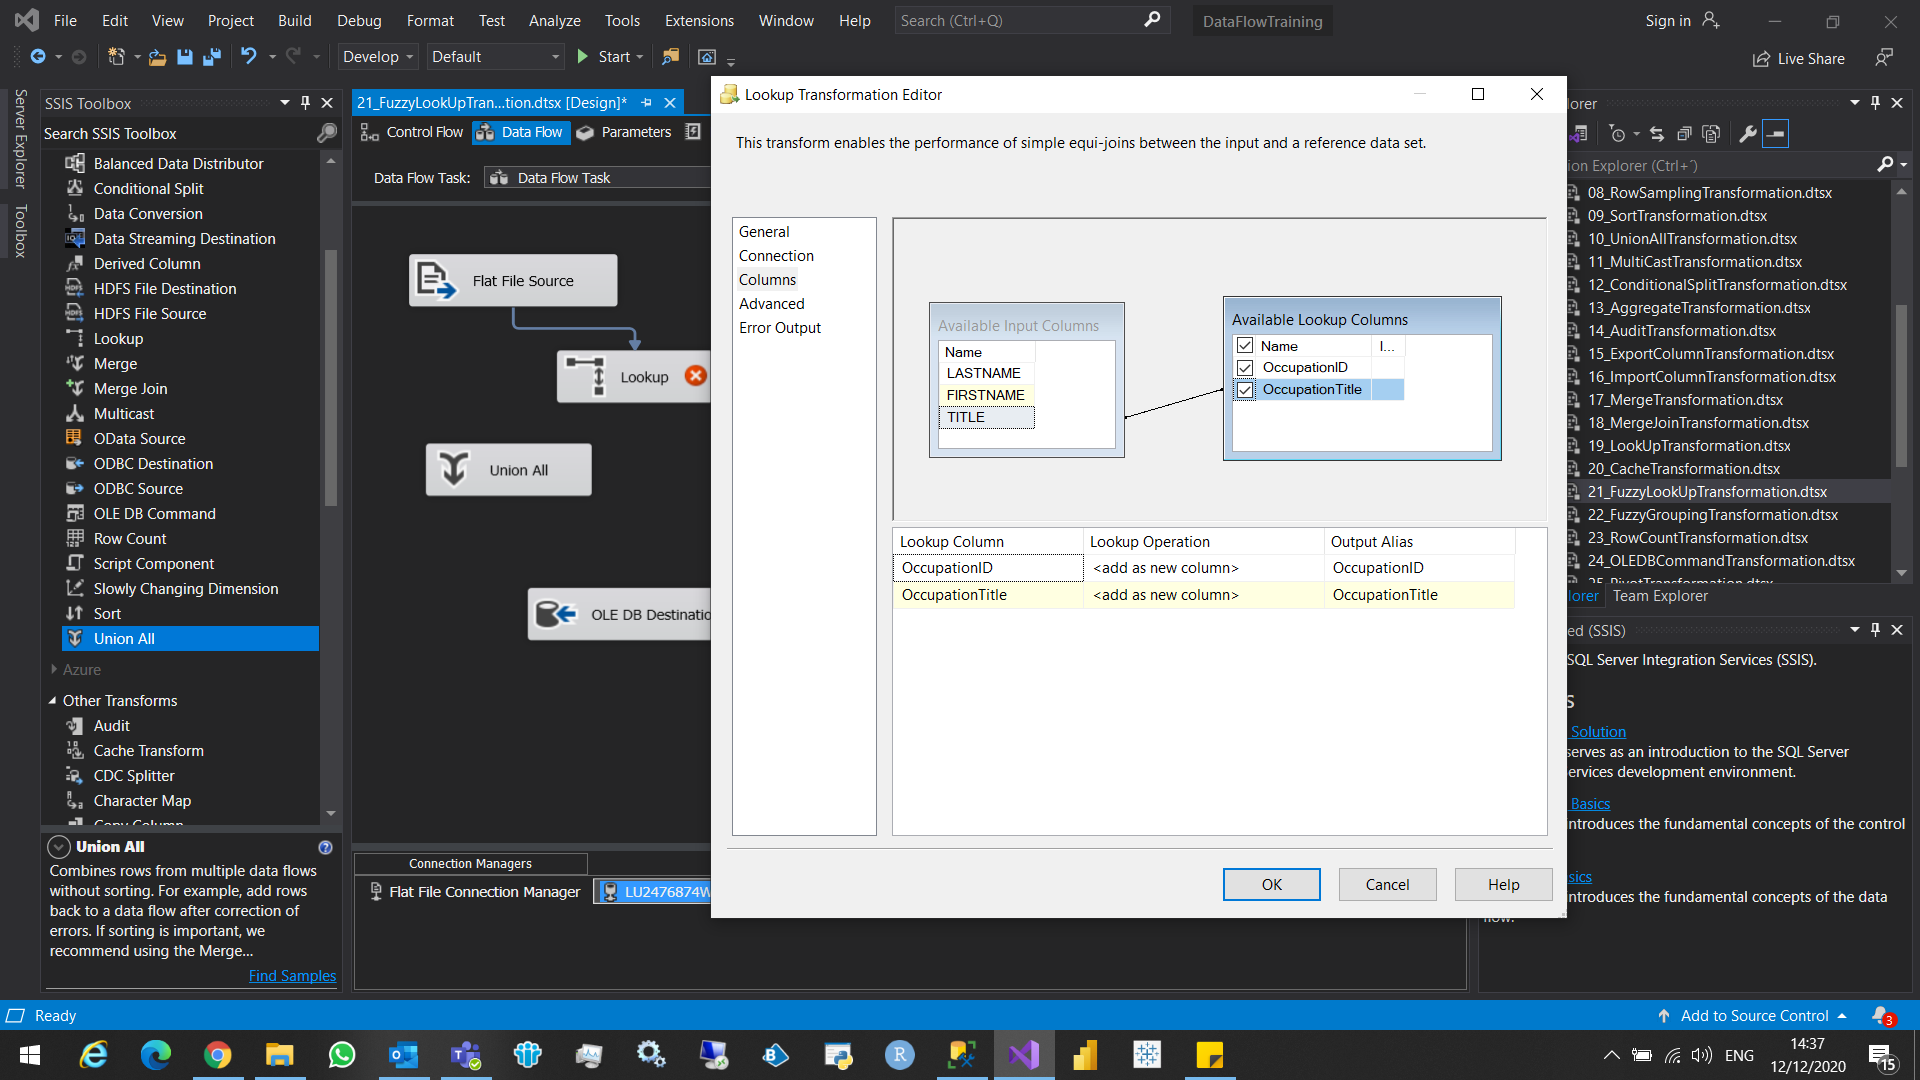 File Edit View Project Build Debug Format Test Analyze Tools Extensions Window Help Search (Ctrl+Q) DataFlowTraining Sign in
Develop Default Start Live Share
Server Explorer
Toolbox
SSIS Toolbox
Search SSIS Toolbox
Balanced Data Distributor
Conditional Split
Data Conversion
Data Streaming Destination
Derived Column
HDFS File Destination
HDFS File Source
Lookup
Merge
Merge Join
Multicast
OData Source
ODBC Destination
ODBC Source
OLE DB Command
Row Count
Script Component
Slowly Changing Dimension
Sort
Union All
Azure
Other Transforms
Audit
Cache Transform
CDC Splitter
Character Map
Copy Column
Union All
Combines rows from multiple data flows
without sorting. For example, add rows
back to a data flow after correction of
errors. If sorting is important, we
recommend using the Merge...
Find Samples
21_FuzzyLookUpTran...tion.dtsx [Design]*
Control Flow Data Flow Parameters
Data Flow Task: Data Flow Task
Flat File Source
Lookup
Union All
OLE DB Destinatio
Connection Managers
Flat File Connection Manager LU2476874W
Lookup Transformation Editor
This transform enables the performance of simple equi-joins between the input and a reference data set.
General
Connection
Columns
Advanced
Error Output
Available Input Columns
Name
LASTNAME
FIRSTNAME
TITLE
Available Lookup Columns
Name I...
OccupationID
OccupationTitle
Lookup Column Lookup Operation Output Alias
OccupationID <add as new column> OccupationID
OccupationTitle <add as new column> OccupationTitle
OK Cancel Help
lorer
ion Explorer (Ctrl+¨)
08_RowSamplingTransformation.dtsx
09_SortTransformation.dtsx
10_UnionAllTransformation.dtsx
11_MultiCastTransformation.dtsx
12_ConditionalSplitTransformation.dtsx
13_AggregateTransformation.dtsx
14_AuditTransformation.dtsx
15_ExportColumnTransformation.dtsx
16_ImportColumnTransformation.dtsx
17_MergeTransformation.dtsx
18_MergeJoinTransformation.dtsx
19_LookUpTransformation.dtsx
20_CacheTransformation.dtsx
21_FuzzyLookUpTransformation.dtsx
22_FuzzyGroupingTransformation.dtsx
23_RowCountTransformation.dtsx
24_OLEDBCommandTransformation.dtsx
25_PivotTransformation.dtsx
lorer Team Explorer
ed (SSIS)
SQL Server Integration Services (SSIS).
S
Solution
serves as an introduction to the SQL Server
ervices development environment.
Basics
introduces the fundamental concepts of the control
sics
introduces the fundamental concepts of the data
flow.
Ready Add to Source Control 3
ENG 14:37
12/12/2020 15